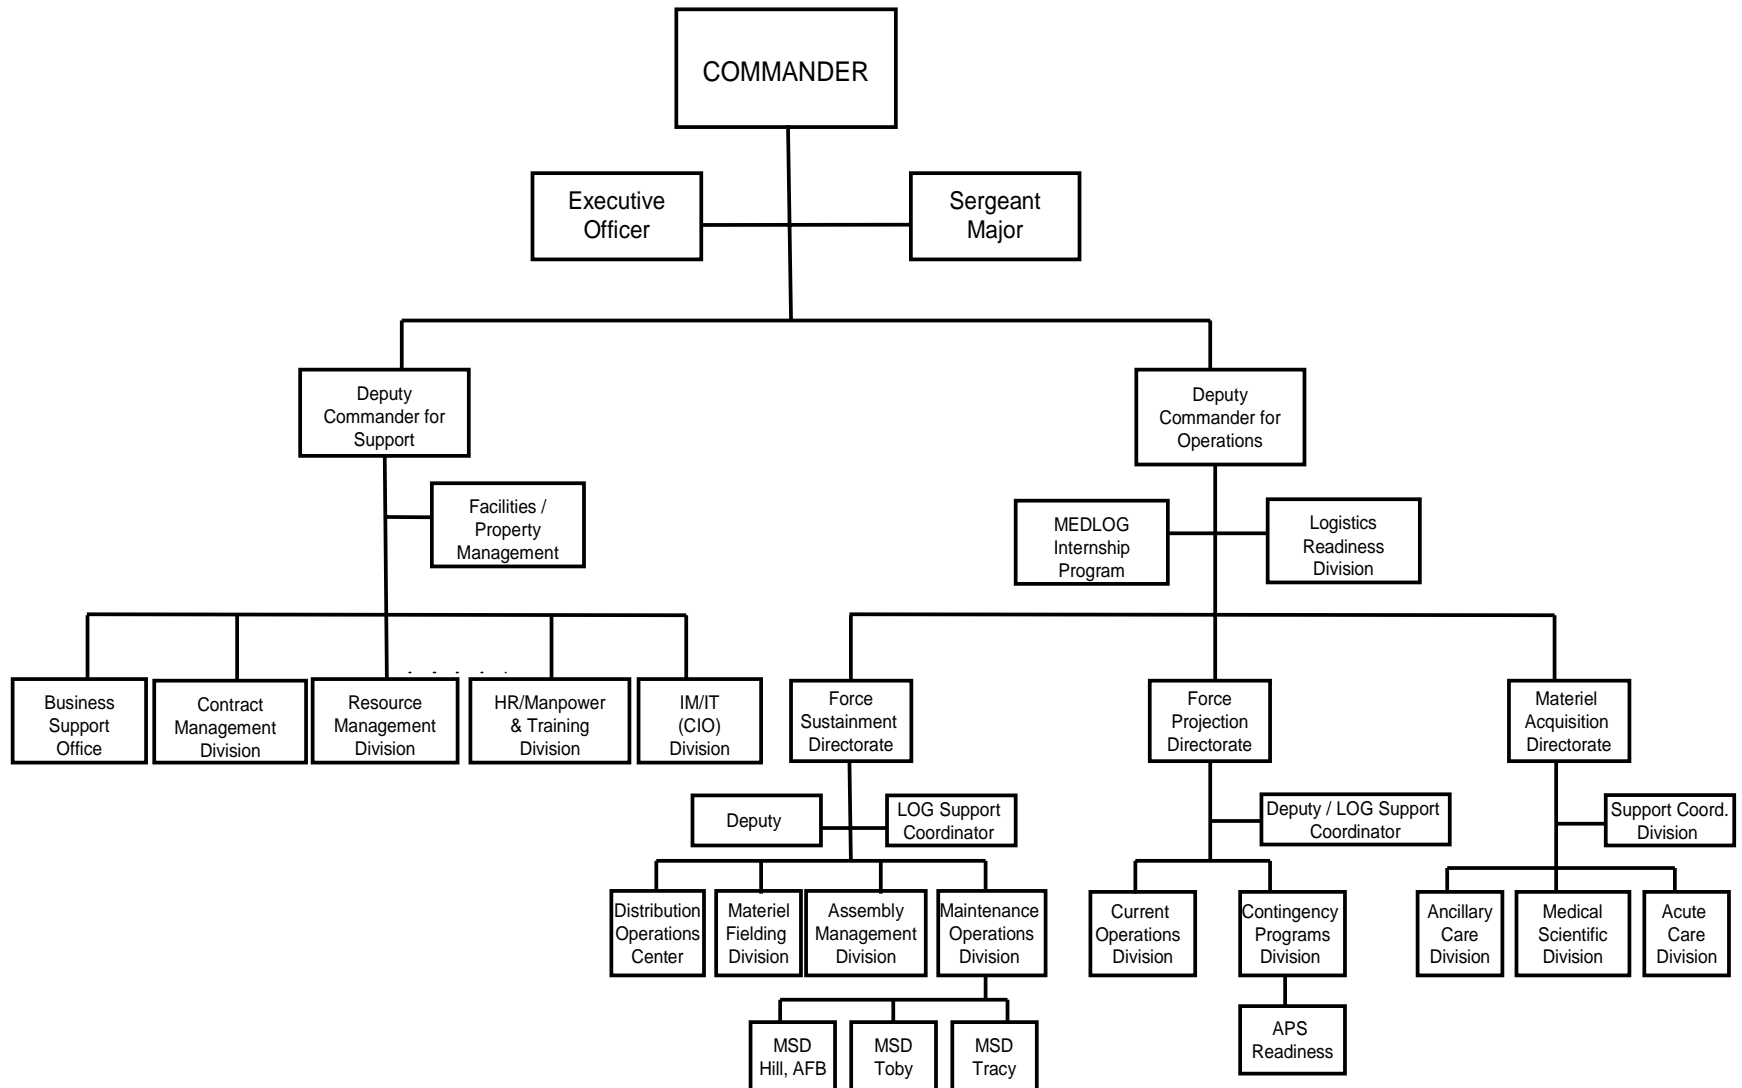 COMMANDER
Executive
Officer
Sergeant
Major
Deputy
Commander for
Support
Deputy
Commander for
Operations
Facilities /
Property
Management
MEDLOG
Internship
Program
Logistics
Readiness
Division
Business
Support
Office
Contract
Management
Division
Resource
Management
Division
HR/Manpower
& Training
Division
IM/IT
(CIO)
Division
Force
Sustainment
Directorate
Force
Projection
Directorate
Materiel
Acquisition
Directorate
Deputy
LOG Support
Coordinator
Deputy / LOG Support
Coordinator
Support Coord.
Division
Distribution
Operations
Center
Materiel
Fielding
Division
Assembly
Management
Division
Maintenance
Operations
Division
Current
Operations
Division
Contingency
Programs
Division
Ancillary
Care
Division
Medical
Scientific
Division
Acute
Care
Division
MSD
Hill, AFB
MSD
Toby
MSD
Tracy
APS
Readiness